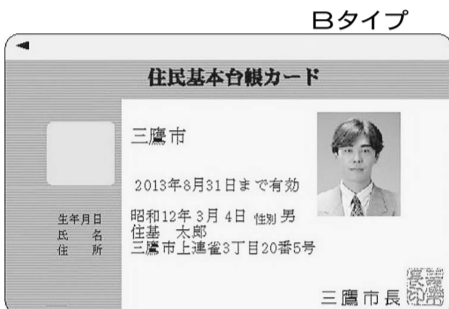 Bタイプ
住民基本台帳カード
三鷹市
2013年8月31日まで有効
生年月日 昭和12年3月4日 性別 男
氏名 住基 太郎
住所 三鷹市上連雀3丁目20番5号
三鷹市長